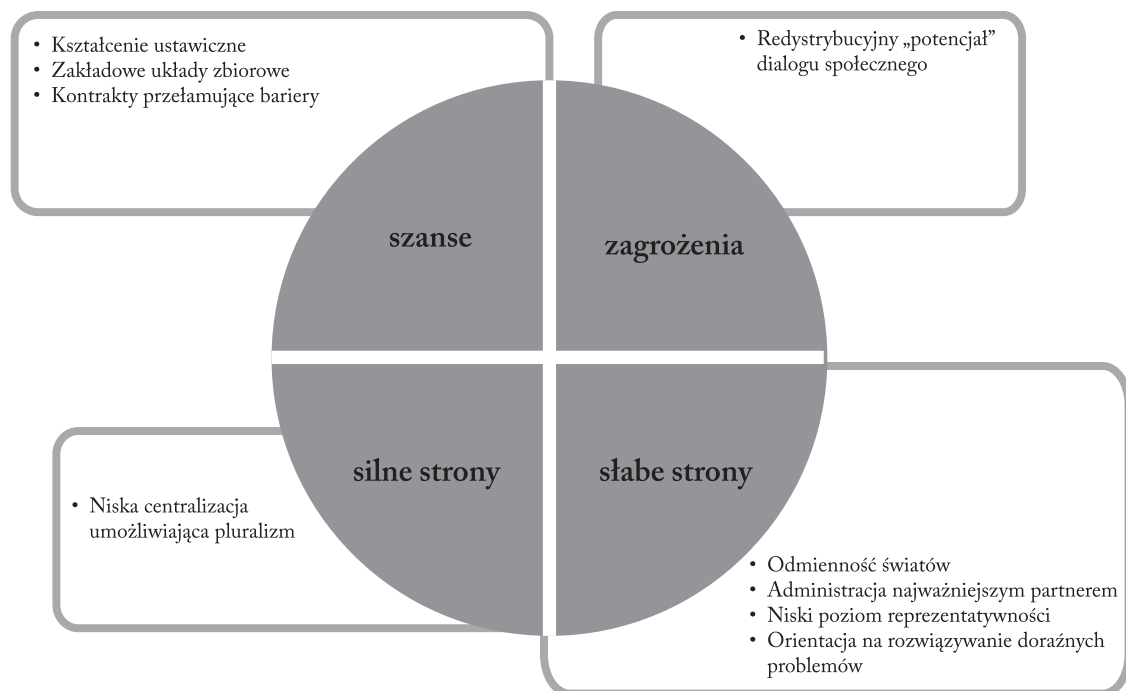 • Kształcenie ustawiczne
• Zakładowe układy zbiorowe
• Kontrakty przełamujące bariery
• Redystrybucyjny „potencjał”
dialogu społecznego
szanse
zagrożenia
silne strony
słabe strony
• Niska centralizacja
umożliwiająca pluralizm
• Odmienność światów
• Administracja najważniejszym partnerem
• Niski poziom reprezentatywności
• Orientacja na rozwiązywanie doraźnych
problemów